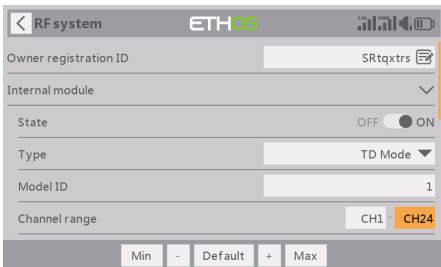 RF system
ETHOS
Owner registration ID SRtqxtrs
Internal module
State OFF ON
Type TD Mode
Model ID 1
Channel range CH1 - CH24
Min - Default + Max